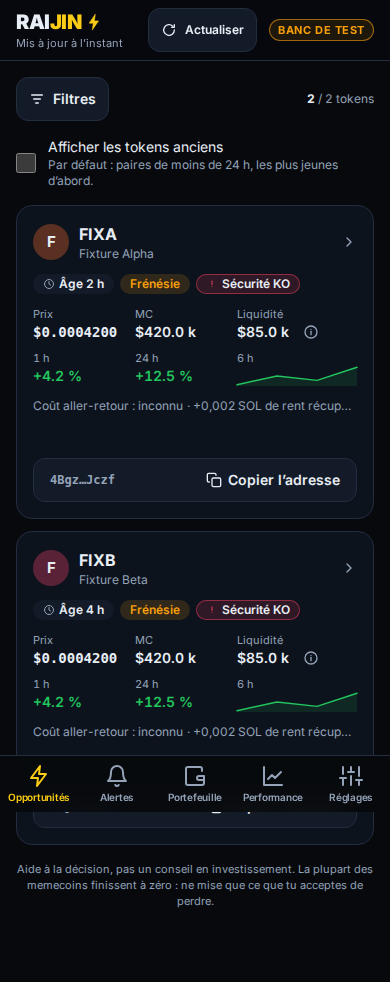 RAIJIN
Mis à jour à l'instant
Actualiser
BANC DE TEST
Filtres
2 / 2 tokens
Afficher les tokens anciens
Par défaut : paires de moins de 24 h, les plus jeunes
d'abord.
F
FIXA
Fixture Alpha
Âge 2 h
Frénésie
! Sécurité KO
Prix
MC
Liquidité
$0.0004200
$420.0 k
$85.0 k
1 h
24 h
6 h
+4.2 %
+12.5 %
Coût aller-retour : inconnu · +0,002 SOL de rent récup…
4Bgz…Jczf
Copier l’adresse
F
FIXB
Fixture Beta
Âge 4 h
Frénésie
! Sécurité KO
Prix
MC
Liquidité
$0.0004200
$420.0 k
$85.0 k
1 h
24 h
6 h
+4.2 %
+12.5 %
Coût aller-retour : inconnu · +0,002 SOL de rent récup…
Opportunités
Alertes
Portefeuille
Performance
Réglages
Aide à la décision, pas un conseil en investissement. La plupart des
memecoins finissent à zéro : ne mise que ce que tu acceptes de
perdre.